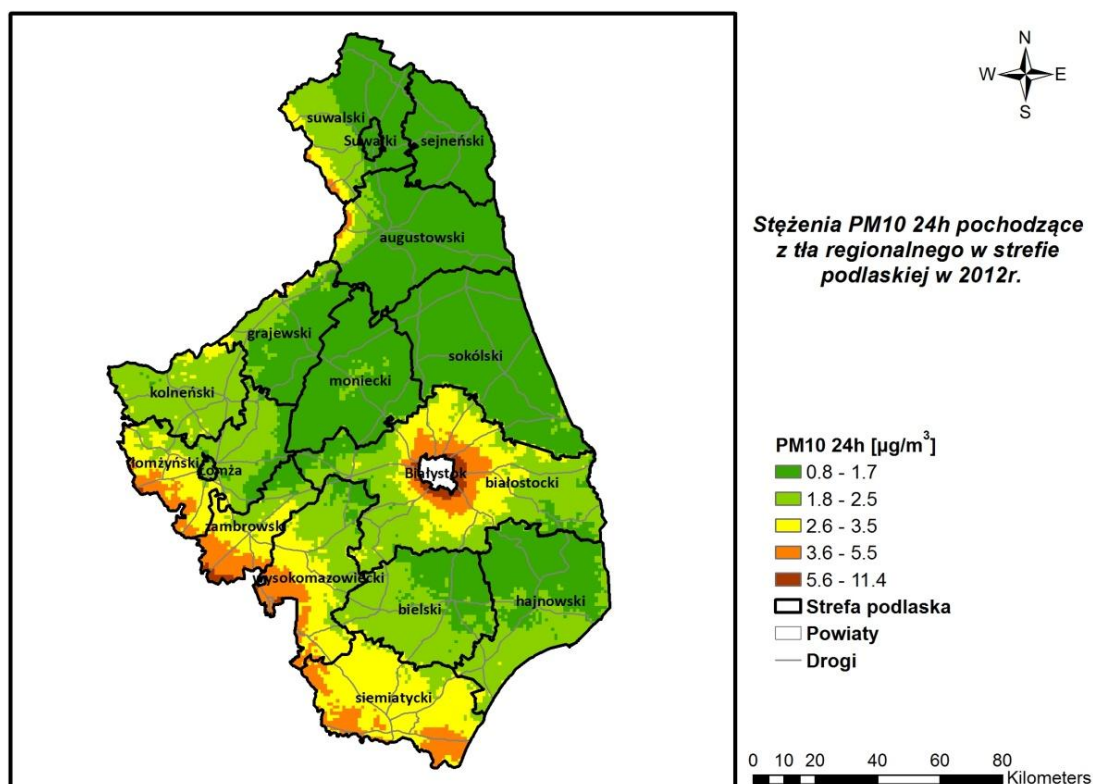 N
W E
S
Stężenia PM10 24h pochodzące
z tła regionalnego w strefie
podlaskiej w 2012r.
suwalski
Suwałki
sejneński
augustowski
grajewski
sokólski
moniecki
kolneński
łomżyński
Łomża
Białystok
białostocki
zambrowski
wysokomazowiecki
bielski
hajnowski
siemiatycki
PM10 24h [µg/m³]
0.8 - 1.7
1.8 - 2.5
2.6 - 3.5
3.6 - 5.5
5.6 - 11.4
Strefa podlaska
Powiaty
Drogi
0 10 20 40 60 80
Kilometers